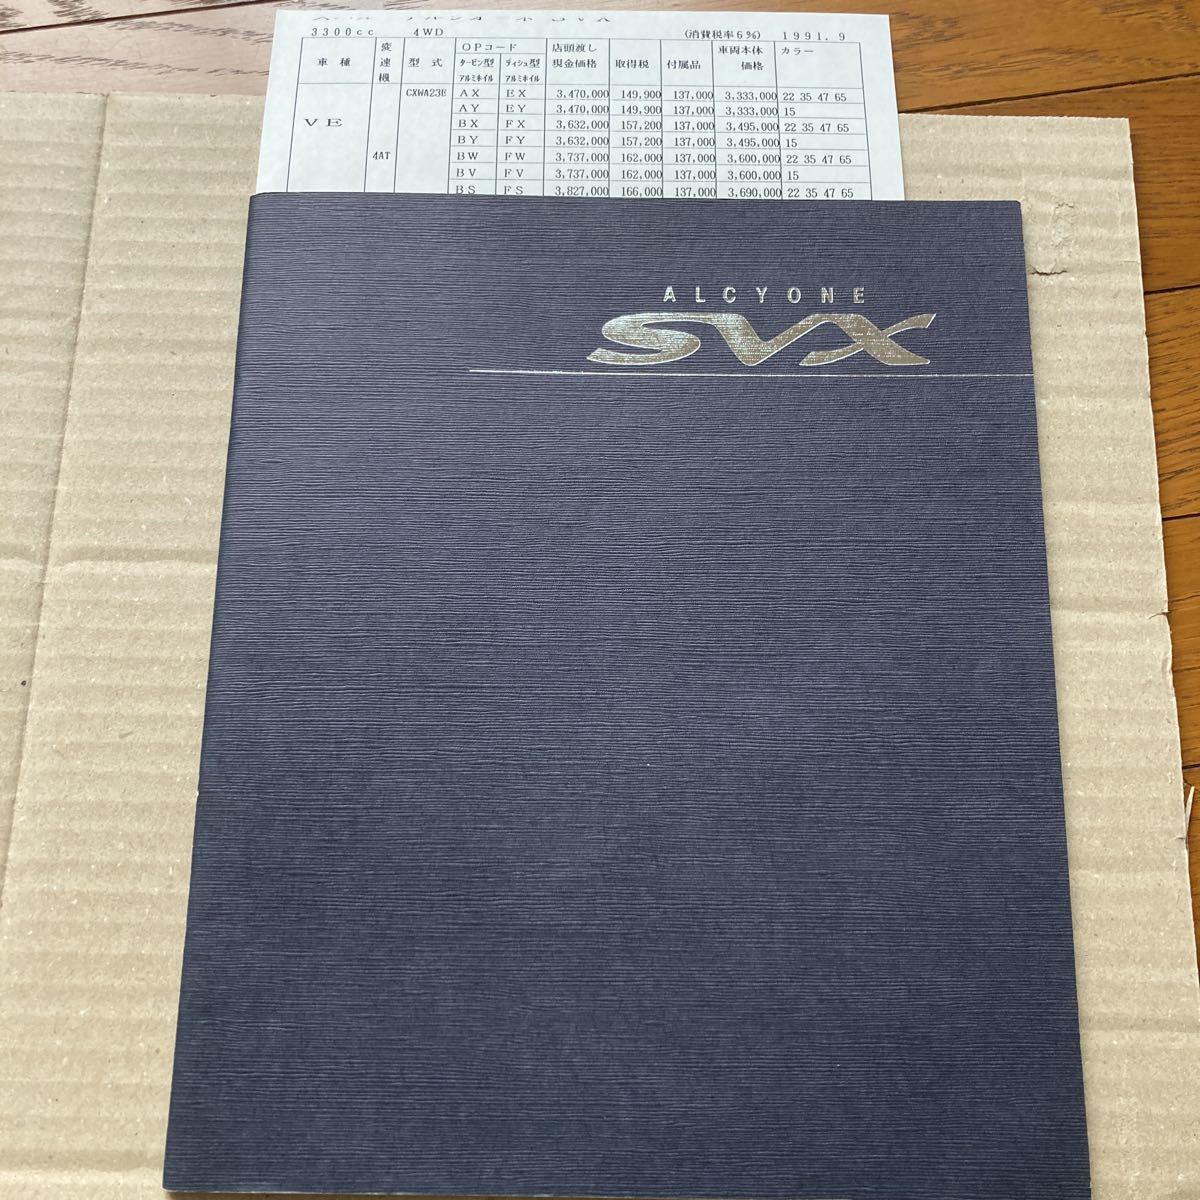 3300cc 4WD (消費税率6%) 1991.9
車種 変速機 型式 OPコード 店頭渡し現金価格 取得税 付属品 車両本体価格 カラー
タービン型アルミホイル ディシュ型アルミホイル
CXWA23E AX EX 3,470,000 149,900 137,000 3,333,000 22 35 47 65
AY EY 3,470,000 149,900 137,000 3,333,000 15
VE BX FX 3,632,000 157,200 137,000 3,495,000 22 35 47 65
BY FY 3,632,000 157,200 137,000 3,495,000 15
4AT BW FW 3,737,000 162,000 137,000 3,600,000 22 35 47 65
BV FV 3,737,000 162,000 137,000 3,600,000 15
BS FS 3,827,000 166,000 137,000 3,690,000 22 35 47 65
ALCYONE
SVX